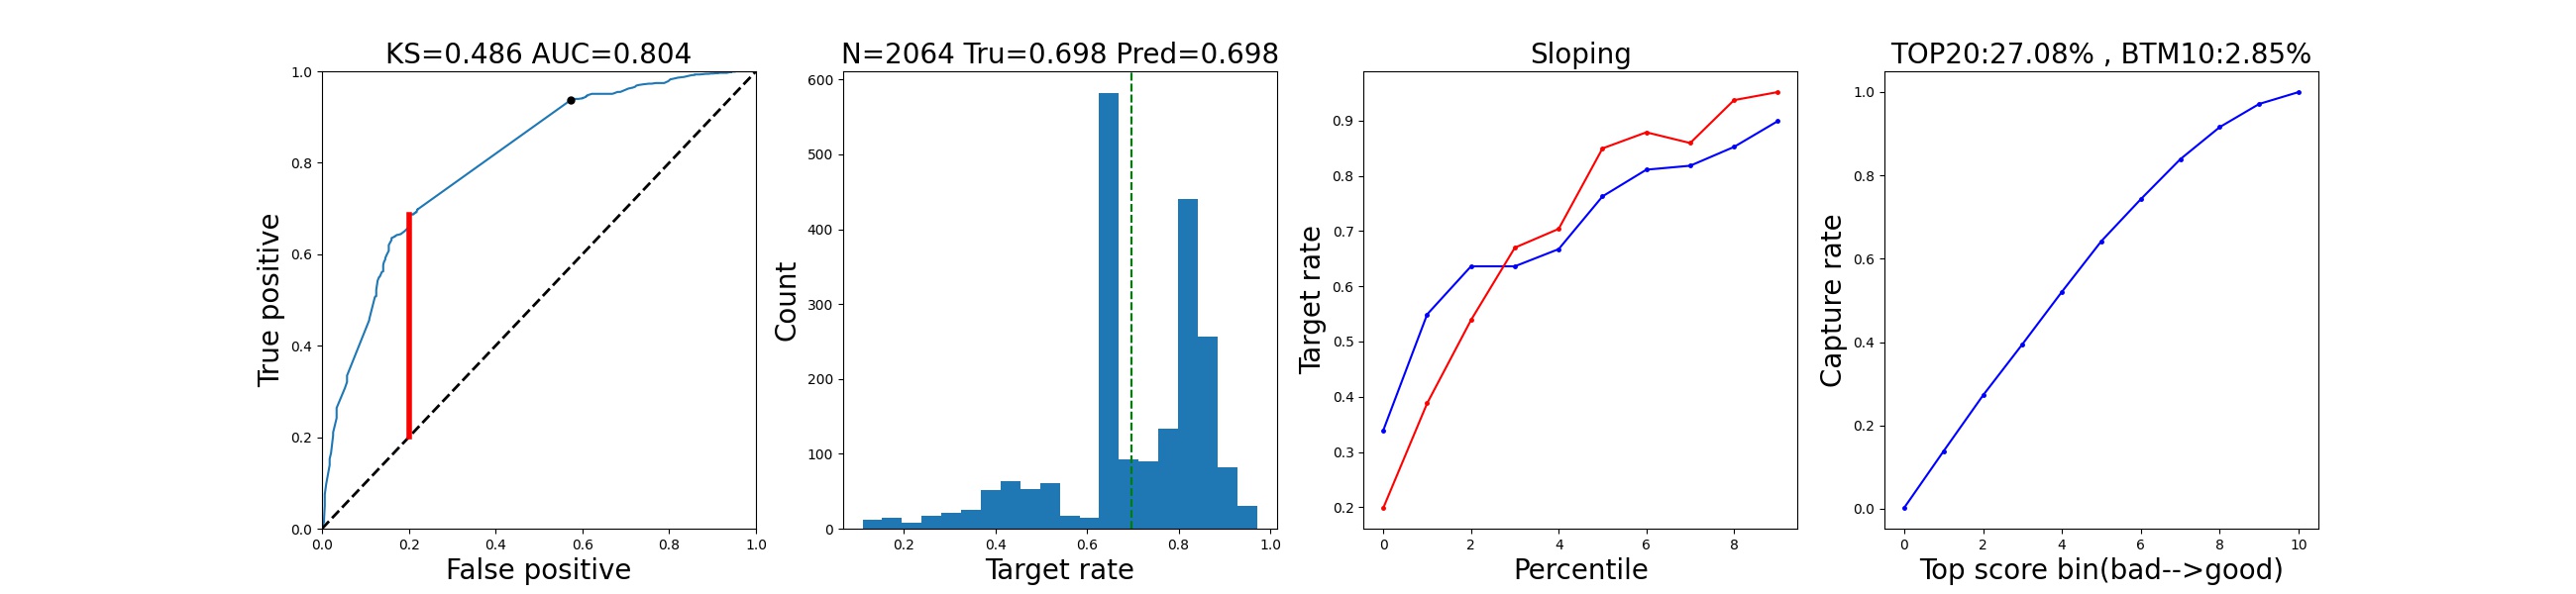 KS=0.486 AUC=0.804
True positive
1.0
0.8
0.6
0.4
0.2
0.0
0.0 0.2 0.4 0.6 0.8 1.0
False positive
N=2064 Tru=0.698 Pred=0.698
Count
600
500
400
300
200
100
0
0.2 0.4 0.6 0.8 1.0
Target rate
Sloping
Target rate
0.9
0.8
0.7
0.6
0.5
0.4
0.3
0.2
0 2 4 6 8
Percentile
TOP20:27.08% , BTM10:2.85%
Capture rate
1.0
0.8
0.6
0.4
0.2
0.0
0 2 4 6 8 10
Top score bin(bad-->good)